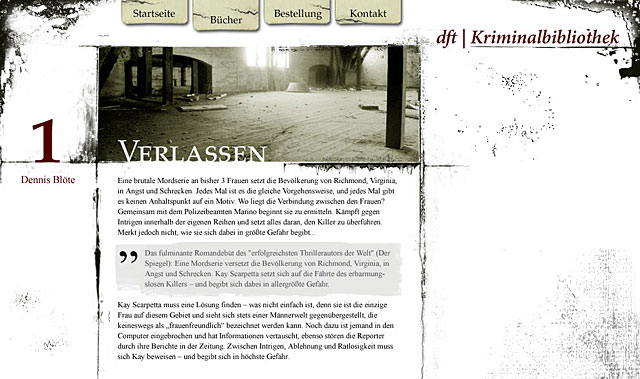 Startseite
Bücher
Bestellung
Kontakt
dft | Kriminalbibliothek
1
Dennis Blöte
VERLASSEN
Eine brutale Mordserie an bisher 3 Frauen setzt die Bevölkerung von Richmond, Virginia,
in Angst und Schrecken. Jedes Mal ist es die gleiche Vorgehensweise, und jedes Mal gibt
es keinen Anhaltspunkt auf ein Motiv. Wo liegt die Verbindung zwischen den Frauen?
Gemeinsam mit dem Polizeibeamten Marino beginnt sie zu ermitteln. Kämpft gegen
Intrigen innerhalb der eigenen Reihen und setzt alles daran, den Killer zu überführen.
Merkt jedoch nicht, wie sie sich dabei in größte Gefahr begibt...
” Das fulminante Romandebüt des "erfolgreichsten Thrillerautors der Welt" (Der
Spiegel): Eine Mordserie versetzt die Bevölkerung von Richmond, Virginia, in
Angst und Schrecken. Kay Scarpetta setzt sich auf die Fährte des erbarmung-
slosen Killers – und begibt sich dabei in allergrößte Gefahr.
Kay Scarpetta muss eine Lösung finden – was nicht einfach ist, denn sie ist die einzige
Frau auf diesem Gebiet und sieht sich stets einer Männerwelt gegenübergestellt, die
keineswegs als „frauenfreundlich“ bezeichnet werden kann. Noch dazu ist jemand in den
Computer eingebrochen und hat Informationen vertauscht, ebenso stören die Reporter
durch ihre Berichte in der Zeitung. Zwischen Intrigen, Ablehnung und Ratlosigkeit muss
sich Kay beweisen – und begibt sich in höchste Gefahr.